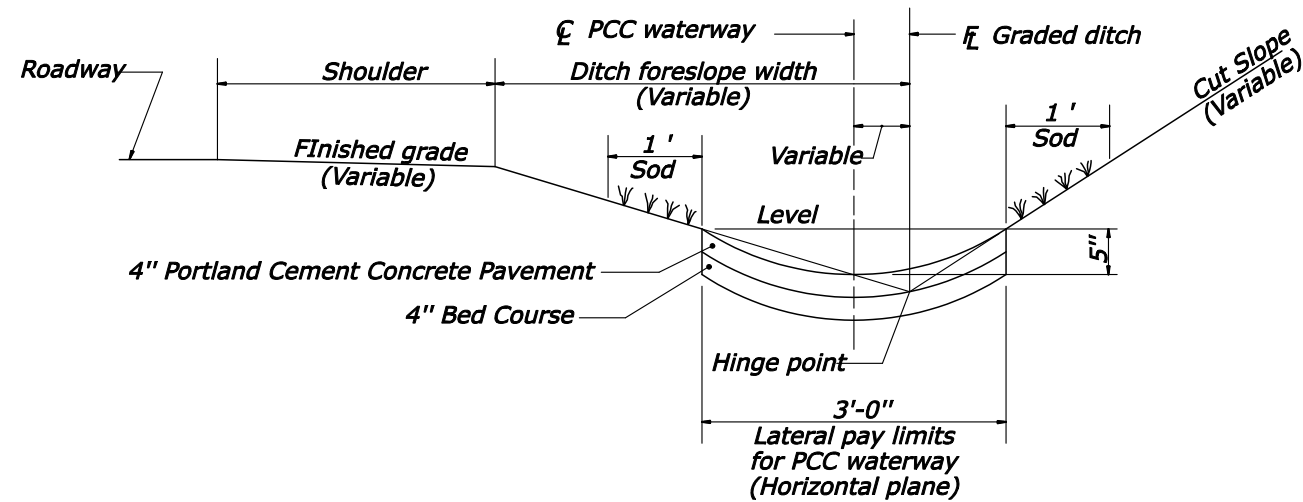 ℄ PCC waterway
FL Graded ditch
Roadway
Shoulder
Ditch foreslope width
(Variable)
Cut Slope
(Variable)
1 '
Sod
FInished grade
(Variable)
1 '
Sod
Variable
Level
5"
4" Portland Cement Concrete Pavement
4" Bed Course
Hinge point
3'-0"
Lateral pay limits
for PCC waterway
(Horizontal plane)